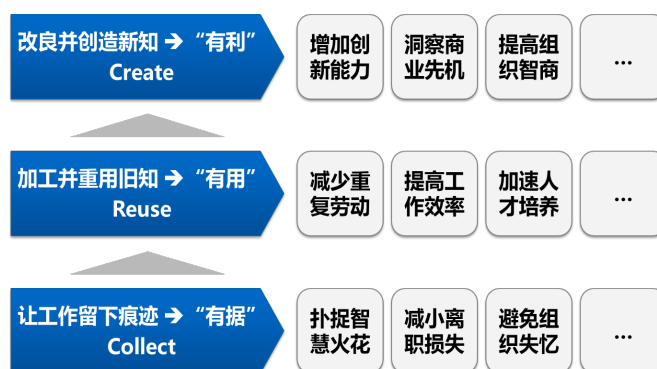 改良并创造新知 → “有利”
Create
增加创
新能力
洞察商
业先机
提高组
织智商
...
加工并重用旧知 → “有用”
Reuse
减少重
复劳动
提高工
作效率
加速人
才培养
...
让工作留下痕迹 → “有据”
Collect
扑捉智
慧火花
减小离
职损失
避免组
织失忆
...